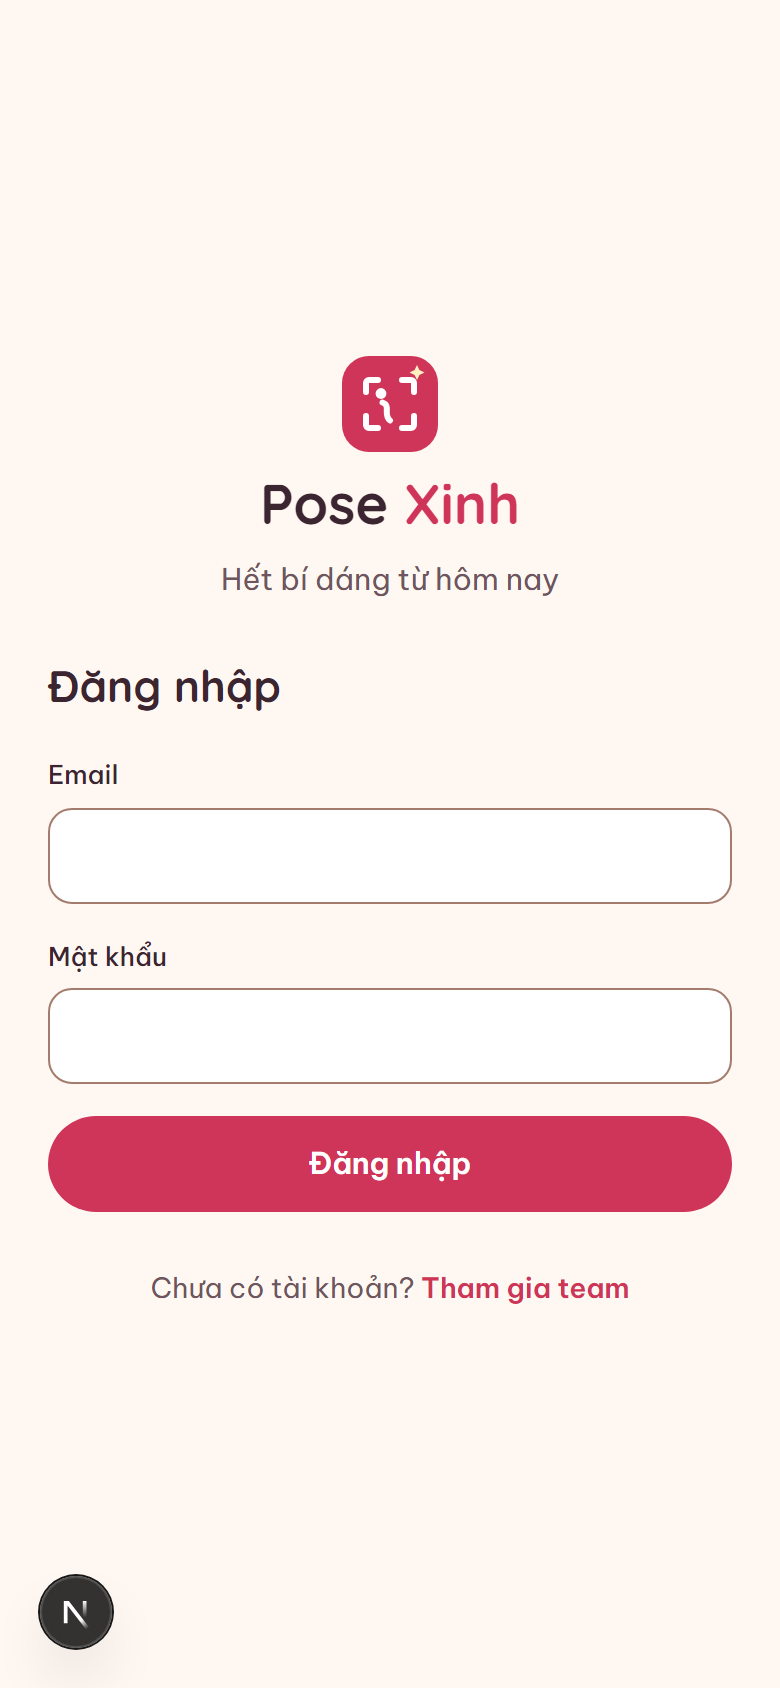 Pose Xinh
Hết bí dáng từ hôm nay
Đăng nhập
Email
Mật khẩu
Đăng nhập
Chưa có tài khoản? Tham gia team
N